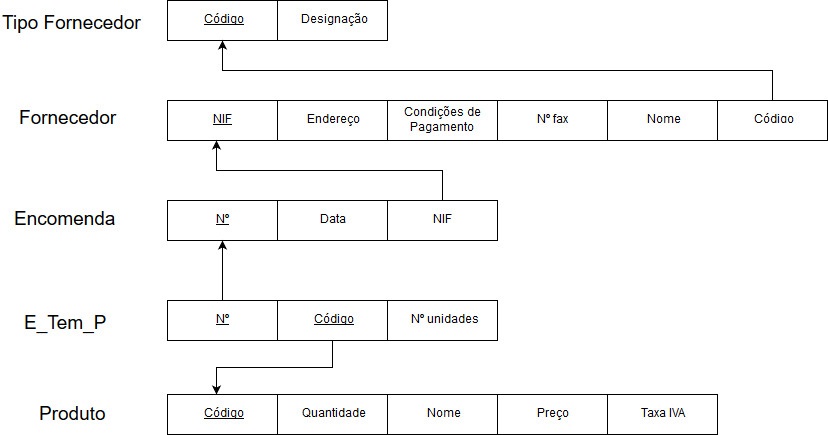 Tipo Fornecedor Código Designação
Fornecedor NIF Endereço Condições de Pagamento Nº fax Nome Código
Encomenda Nº Data NIF
E_Tem_P Nº Código Nº unidades
Produto Código Quantidade Nome Preço Taxa IVA